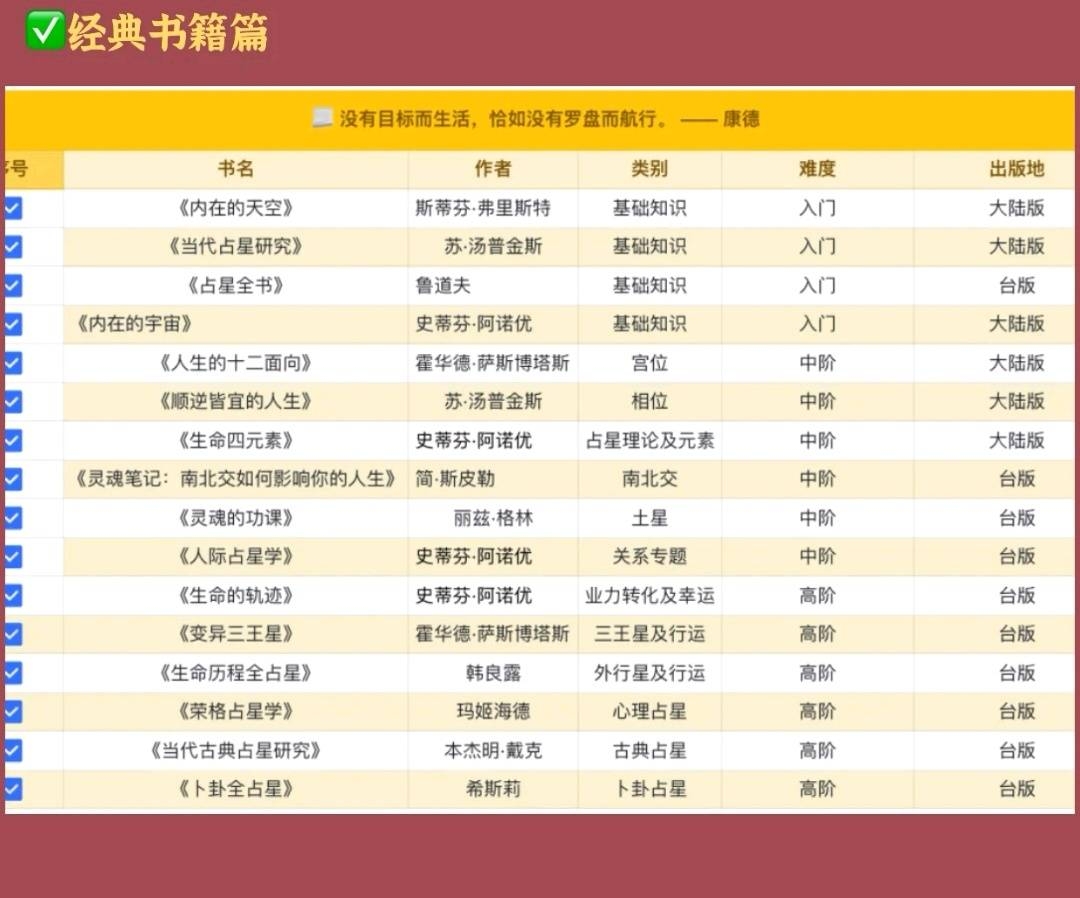 ✅经典书籍篇
没有目标而生活，恰如没有罗盘而航行。 —— 康德
序号 书名 作者 类别 难度 出版地
《内在的天空》 斯蒂芬·弗里斯特 基础知识 入门 大陆版
《当代占星研究》 苏·汤普金斯 基础知识 入门 大陆版
《占星全书》 鲁道夫 基础知识 入门 台版
《内在的宇宙》 史蒂芬·阿诺优 基础知识 入门 大陆版
《人生的十二面向》 霍华德·萨斯博塔斯 宫位 中阶 大陆版
《顺逆皆宜的人生》 苏·汤普金斯 相位 中阶 大陆版
《生命四元素》 史蒂芬·阿诺优 占星理论及元素 中阶 大陆版
《灵魂笔记：南北交如何影响你的人生》 简·斯皮勒 南北交 中阶 台版
《灵魂的功课》 丽兹·格林 土星 中阶 台版
《人际占星学》 史蒂芬·阿诺优 关系专题 中阶 台版
《生命的轨迹》 史蒂芬·阿诺优 业力转化及幸运 高阶 台版
《变异三王星》 霍华德·萨斯博塔斯 三王星及行运 高阶 台版
《生命历程全占星》 韩良露 外行星及行运 高阶 台版
《荣格占星学》 玛姬海德 心理占星 高阶 台版
《当代古典占星研究》 本杰明·戴克 古典占星 高阶 台版
《卜卦全占星》 希斯莉 卜卦占星 高阶 台版